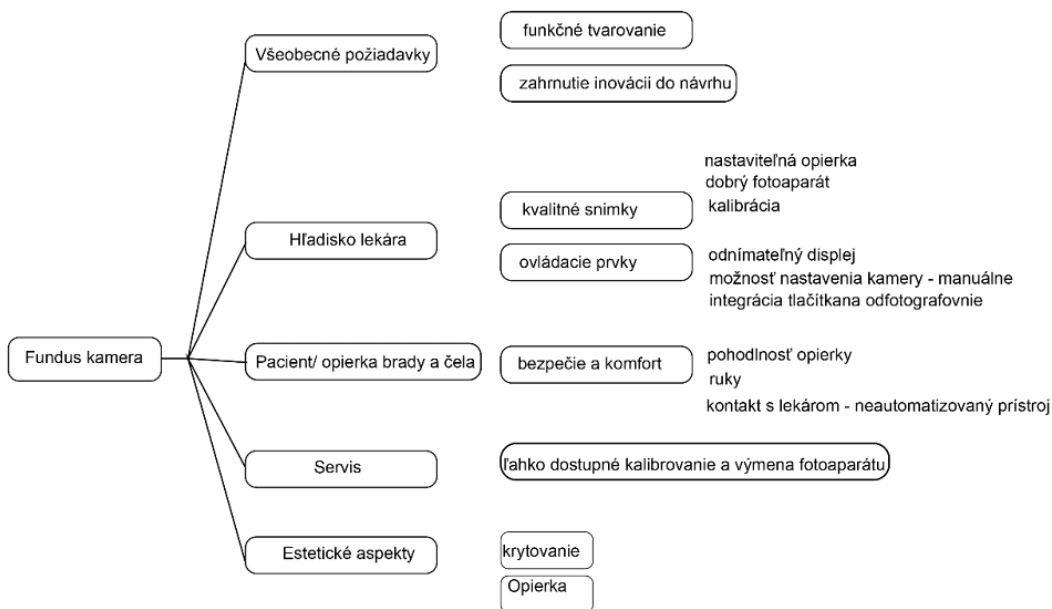 Fundus kamera
Všeobecné požiadavky
funkčné tvarovanie
zahrnutie inovácii do návrhu
Hľadisko lekára
kvalitné snimky
nastaviteľná opierka
dobrý fotoaparát
kalibrácia
ovládacie prvky
odnímateľný displej
možnosť nastavenia kamery - manuálne
integrácia tlačítkana odfotografovnie
Pacient/ opierka brady a čela
bezpečie a komfort
pohodlnosť opierky
ruky
kontakt s lekárom - neautomatizovaný prístroj
Servis
ľahko dostupné kalibrovanie a výmena fotoaparátu
Estetické aspekty
krytovanie
Opierka